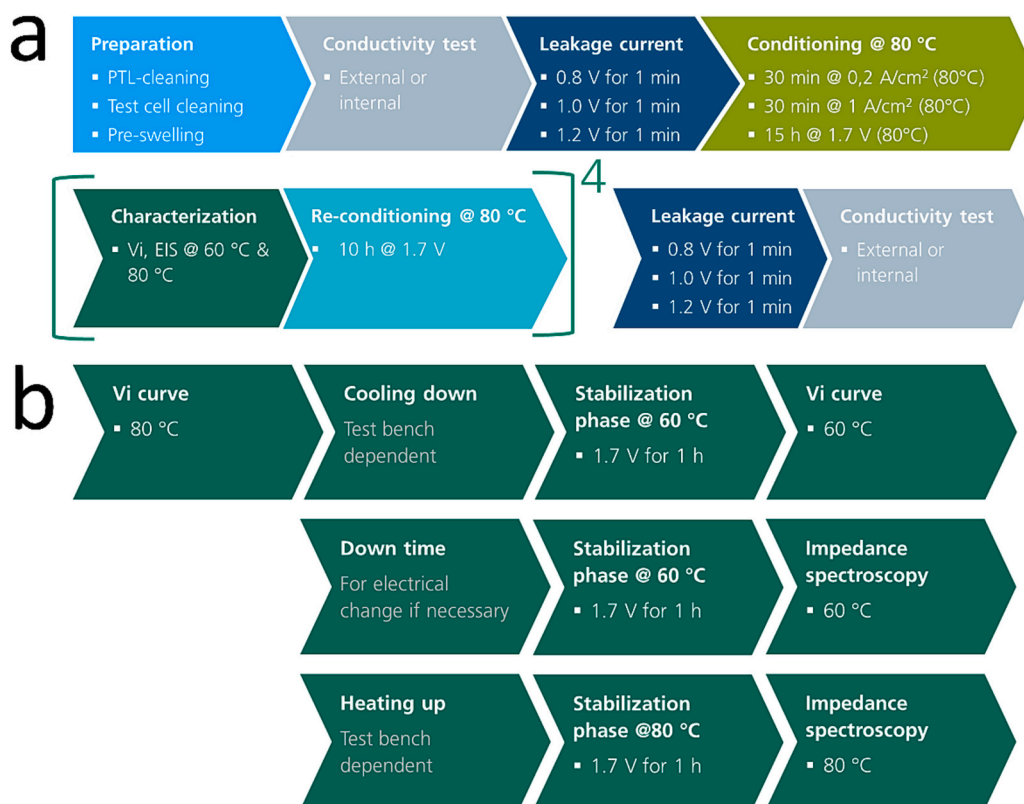 a
Preparation
▪ PTL-cleaning
▪ Test cell cleaning
▪ Pre-swelling
Conductivity test
▪ External or
internal
Leakage current
▪ 0.8 V for 1 min
▪ 1.0 V for 1 min
▪ 1.2 V for 1 min
Conditioning @ 80 °C
▪ 30 min @ 0,2 A/cm² (80°C)
▪ 30 min @ 1 A/cm² (80°C)
▪ 15 h @ 1.7 V (80°C)
Characterization
▪ Vi, EIS @ 60 °C &
80 °C
Re-conditioning @ 80 °C
▪ 10 h @ 1.7 V
4
Leakage current
▪ 0.8 V for 1 min
▪ 1.0 V for 1 min
▪ 1.2 V for 1 min
Conductivity test
▪ External or
internal
b
Vi curve
▪ 80 °C
Cooling down
Test bench
dependent
Stabilization
phase @ 60 °C
▪ 1.7 V for 1 h
Vi curve
▪ 60 °C
Down time
For electrical
change if necessary
Stabilization
phase @ 60 °C
▪ 1.7 V for 1 h
Impedance
spectroscopy
▪ 60 °C
Heating up
Test bench
dependent
Stabilization
phase @80 °C
▪ 1.7 V for 1 h
Impedance
spectroscopy
▪ 80 °C